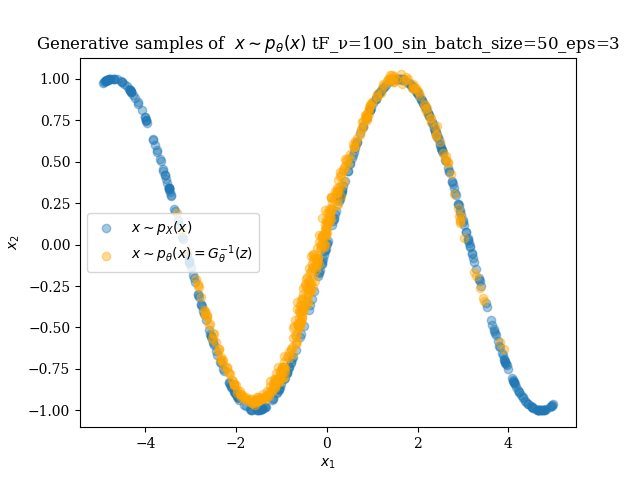 Generative samples of x ~ pθ(x) tF_ν=100_sin_batch_size=50_eps=3
1.00
0.75
0.50
0.25
0.00
−0.25
−0.50
−0.75
−1.00
x₂
x ~ p_X(x)
x ~ pθ(x) = Gθ⁻¹(z)
−4 −2 0 2 4
x₁